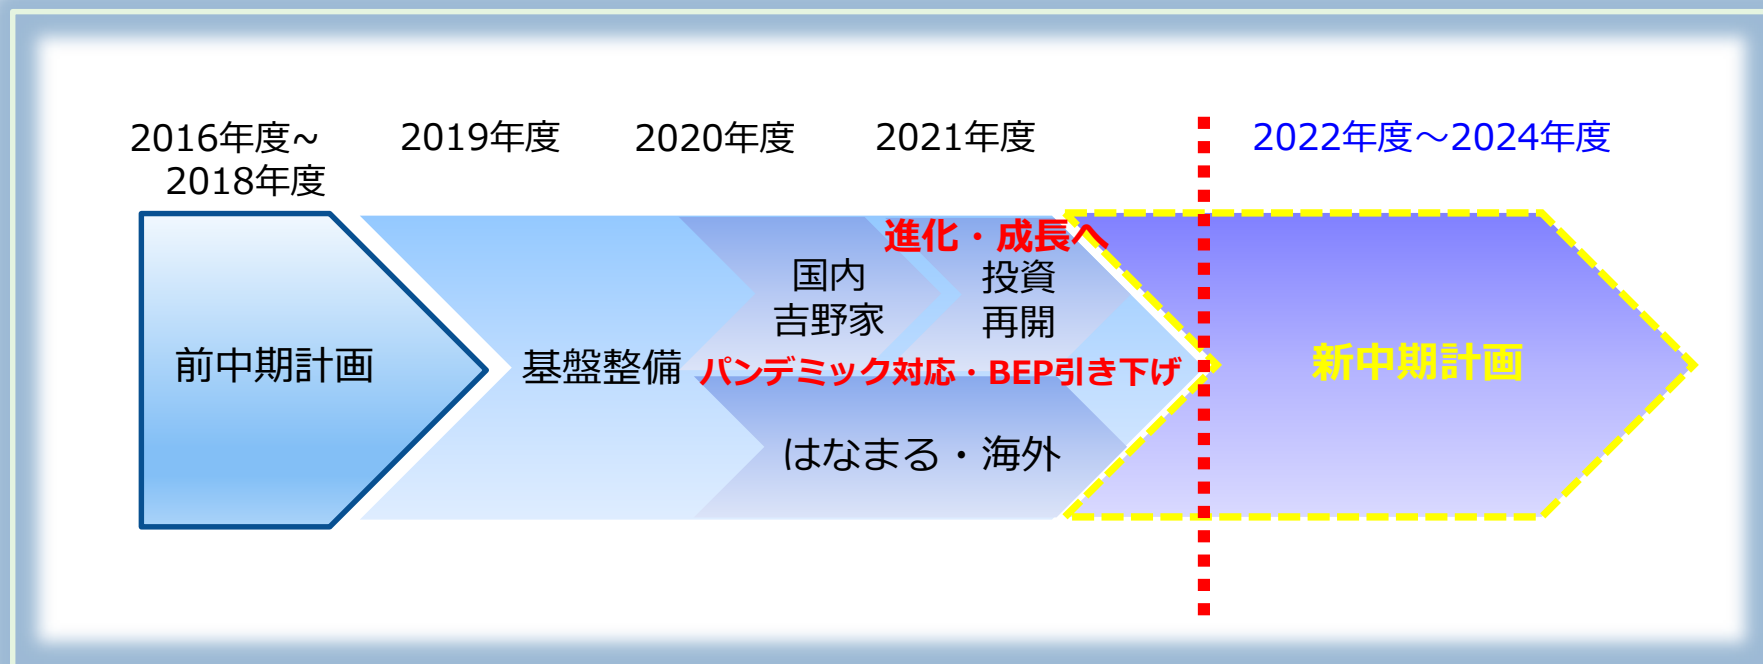 2016年度~
2018年度
2019年度
2020年度
2021年度
2022年度～2024年度
前中期計画
基盤整備
国内
吉野家
進化・成長へ
投資
再開
パンデミック対応・BEP引き下げ
はなまる・海外
新中期計画